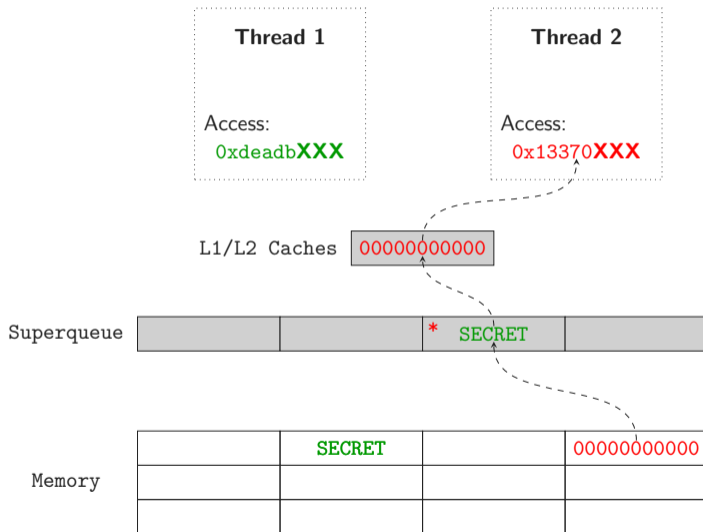 Thread 1
Thread 2
Access:
0xdeadbXXX
Access:
0x13370XXX
L1/L2 Caches
00000000000
Superqueue
* SECRET
SECRET
00000000000
Memory